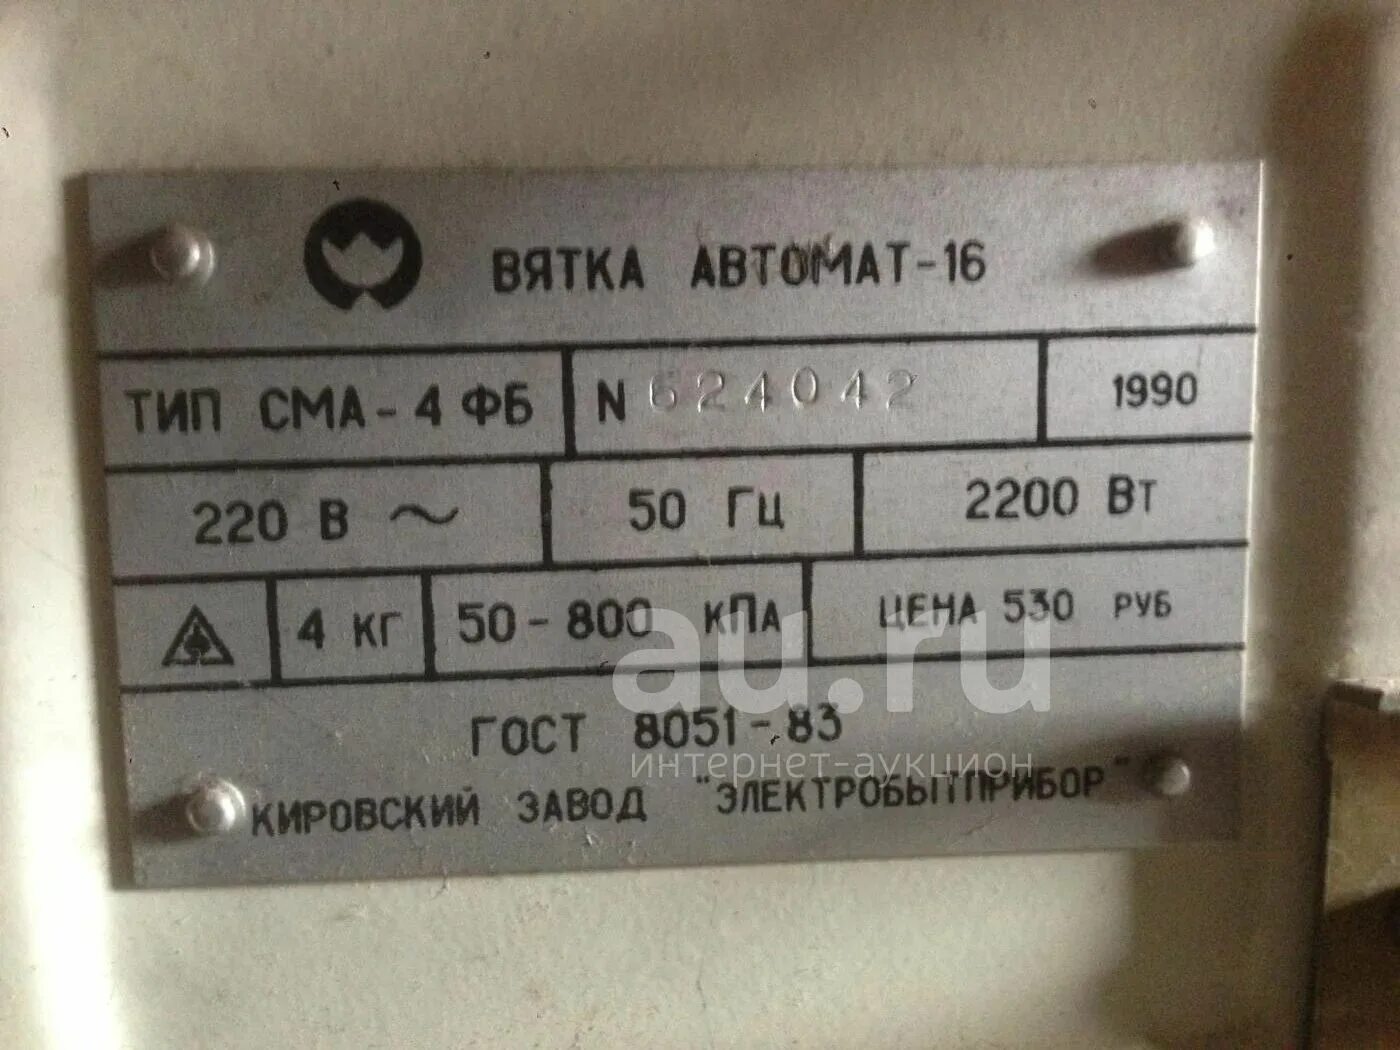 ВЯТКА АВТОМАТ-16
ТИП СМА-4 ФБ
N 624042
1990
220 В ~
50 Гц
2200 Вт
4 КГ
50-800 кПа
ЦЕНА 530 РУБ
au.ru
ГОСТ 8051-83
интернет-аукцион
КИРОВСКИЙ ЗАВОД "ЭЛЕКТРОБЫТПРИБОР"